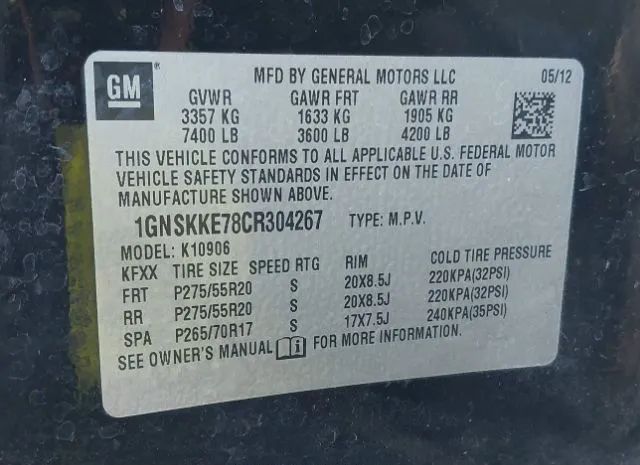 GM ®
MFD BY GENERAL MOTORS LLC 05/12
GVWR GAWR FRT GAWR RR
3357 KG 1633 KG 1905 KG
7400 LB 3600 LB 4200 LB
THIS VEHICLE CONFORMS TO ALL APPLICABLE U.S. FEDERAL MOTOR
VEHICLE SAFETY STANDARDS IN EFFECT ON THE DATE OF
MANUFACTURE SHOWN ABOVE.
1GNSKKE78CR304267 TYPE: M.P.V.
MODEL: K10906
KFXX TIRE SIZE SPEED RTG RIM COLD TIRE PRESSURE
FRT P275/55R20 S 20X8.5J 220KPA(32PSI)
RR P275/55R20 S 20X8.5J 220KPA(32PSI)
SPA P265/70R17 S 17X7.5J 240KPA(35PSI)
SEE OWNER'S MANUAL FOR MORE INFORMATION.